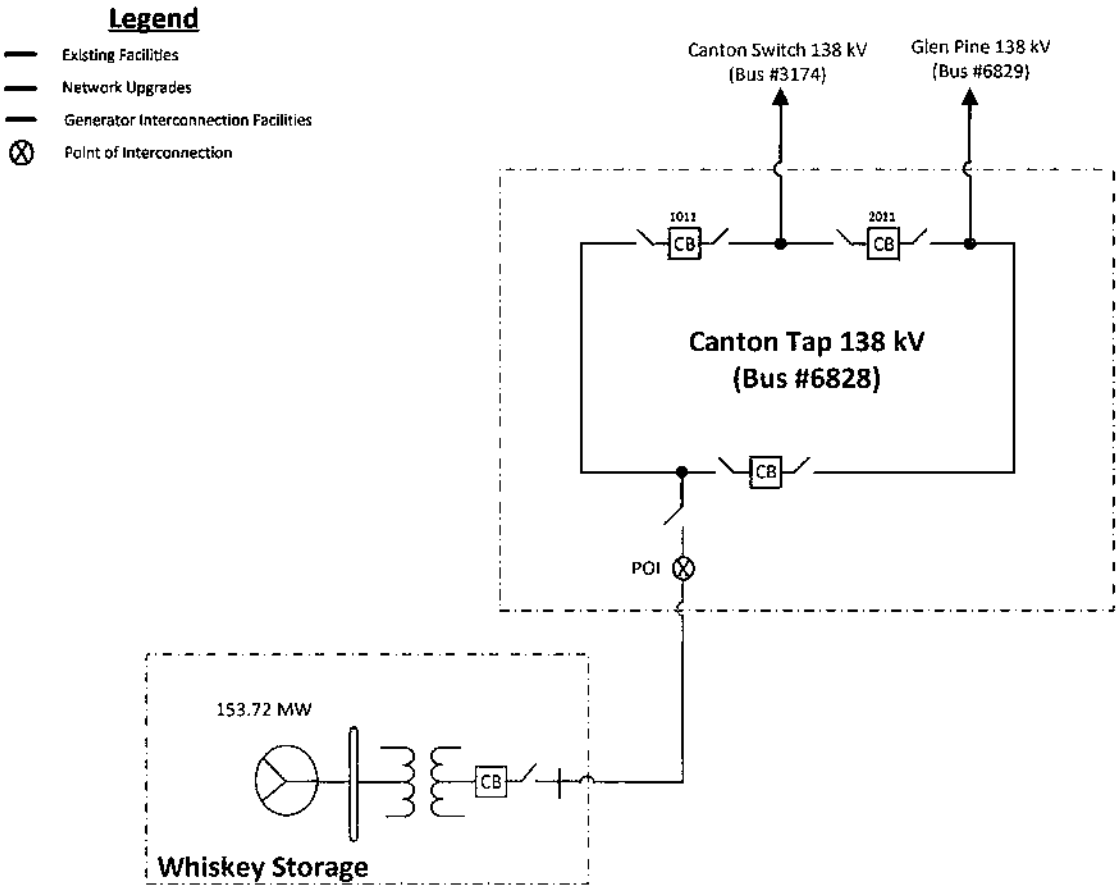 Legend
Existing Facilities
Network Upgrades
Generator Interconnection Facilities
Point of Interconnection
Canton Switch 138 kV
(Bus #3174)
Glen Pine 138 kV
(Bus #6829)
1011
CB
2011
CB
Canton Tap 138 kV
(Bus #6828)
CB
POI
153.72 MW
CB
Whiskey Storage